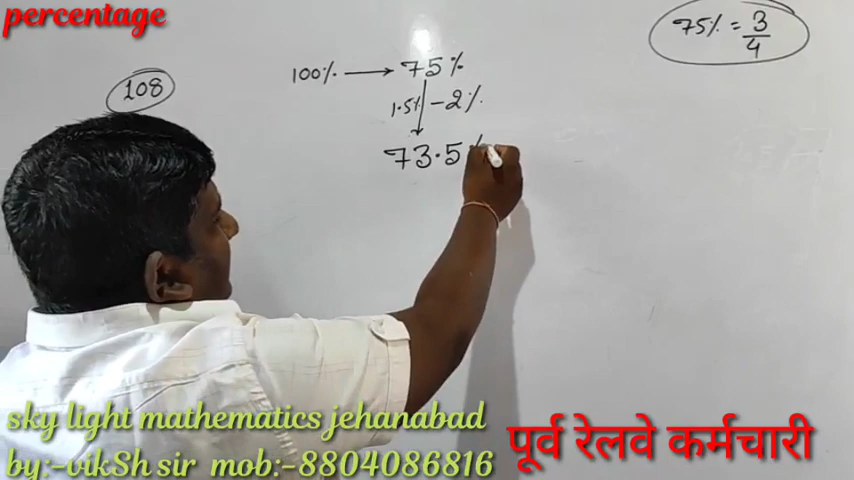 percentage
75% = 3/4
108
100% → 75%
1.5% -2%
73.5%
sky light mathematics jehanabad
by:-vikSh sir mob:-8804086816
पूर्व रेलवे कर्मचारी